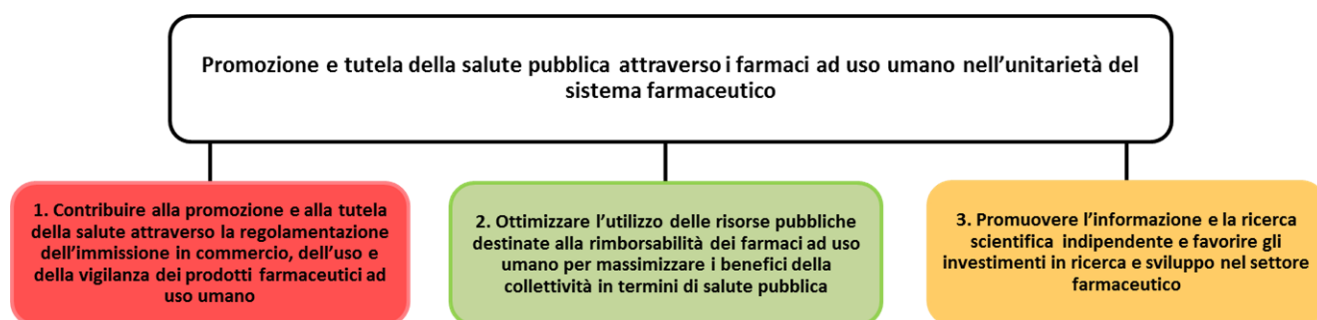 Promozione e tutela della salute pubblica attraverso i farmaci ad uso umano nell’unitarietà del
sistema farmaceutico
1. Contribuire alla promozione e alla tutela
della salute attraverso la regolamentazione
dell’immissione in commercio, dell’uso e
della vigilanza dei prodotti farmaceutici ad
uso umano
2. Ottimizzare l’utilizzo delle risorse pubbliche
destinate alla rimborsabilità dei farmaci ad uso
umano per massimizzare i benefici della
collettività in termini di salute pubblica
3. Promuovere l’informazione e la ricerca
scientifica indipendente e favorire gli
investimenti in ricerca e sviluppo nel settore
farmaceutico